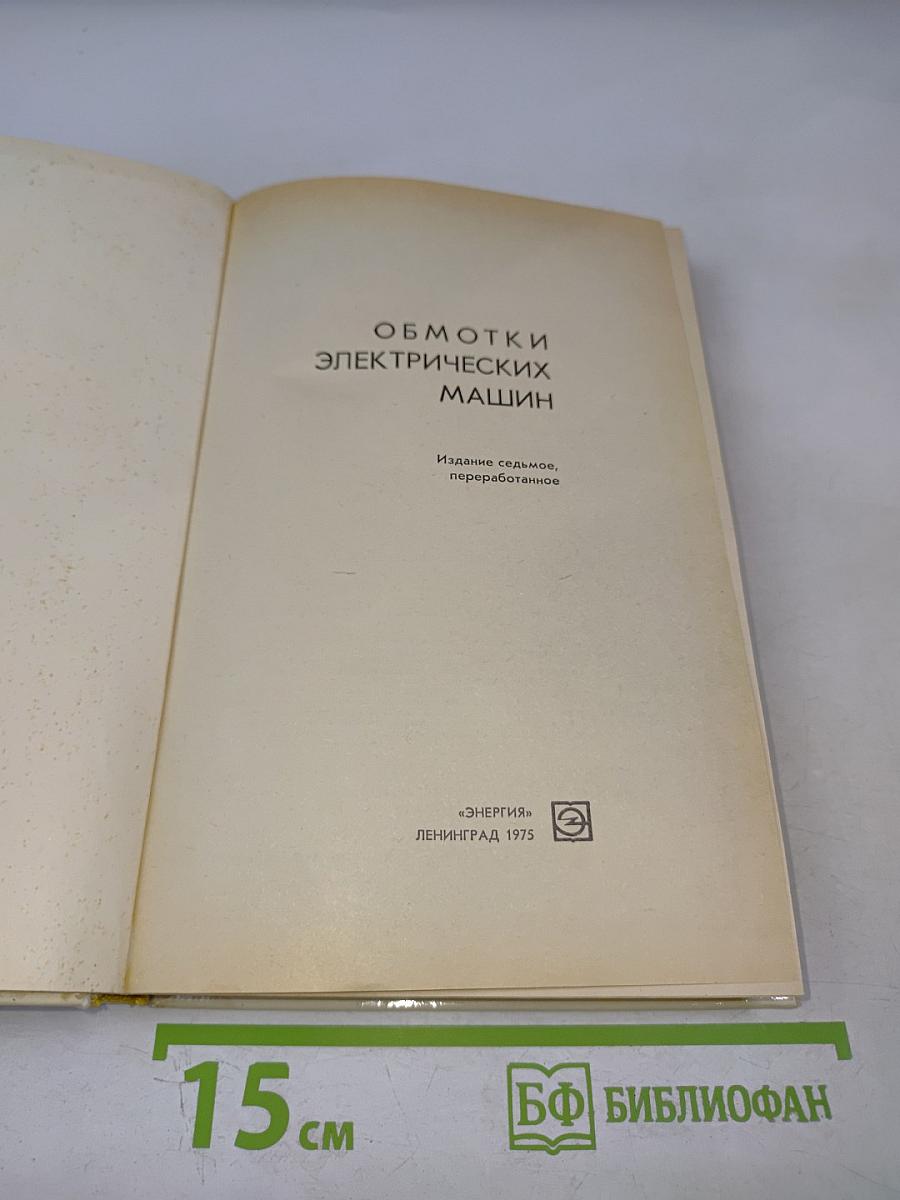 ОБМОТКИ
ЭЛЕКТРИЧЕСКИХ
МАШИН
Издание седьмое,
переработанное
«ЭНЕРГИЯ»
ЛЕНИНГРАД 1975
15 см
БФ БИБЛИОФАН